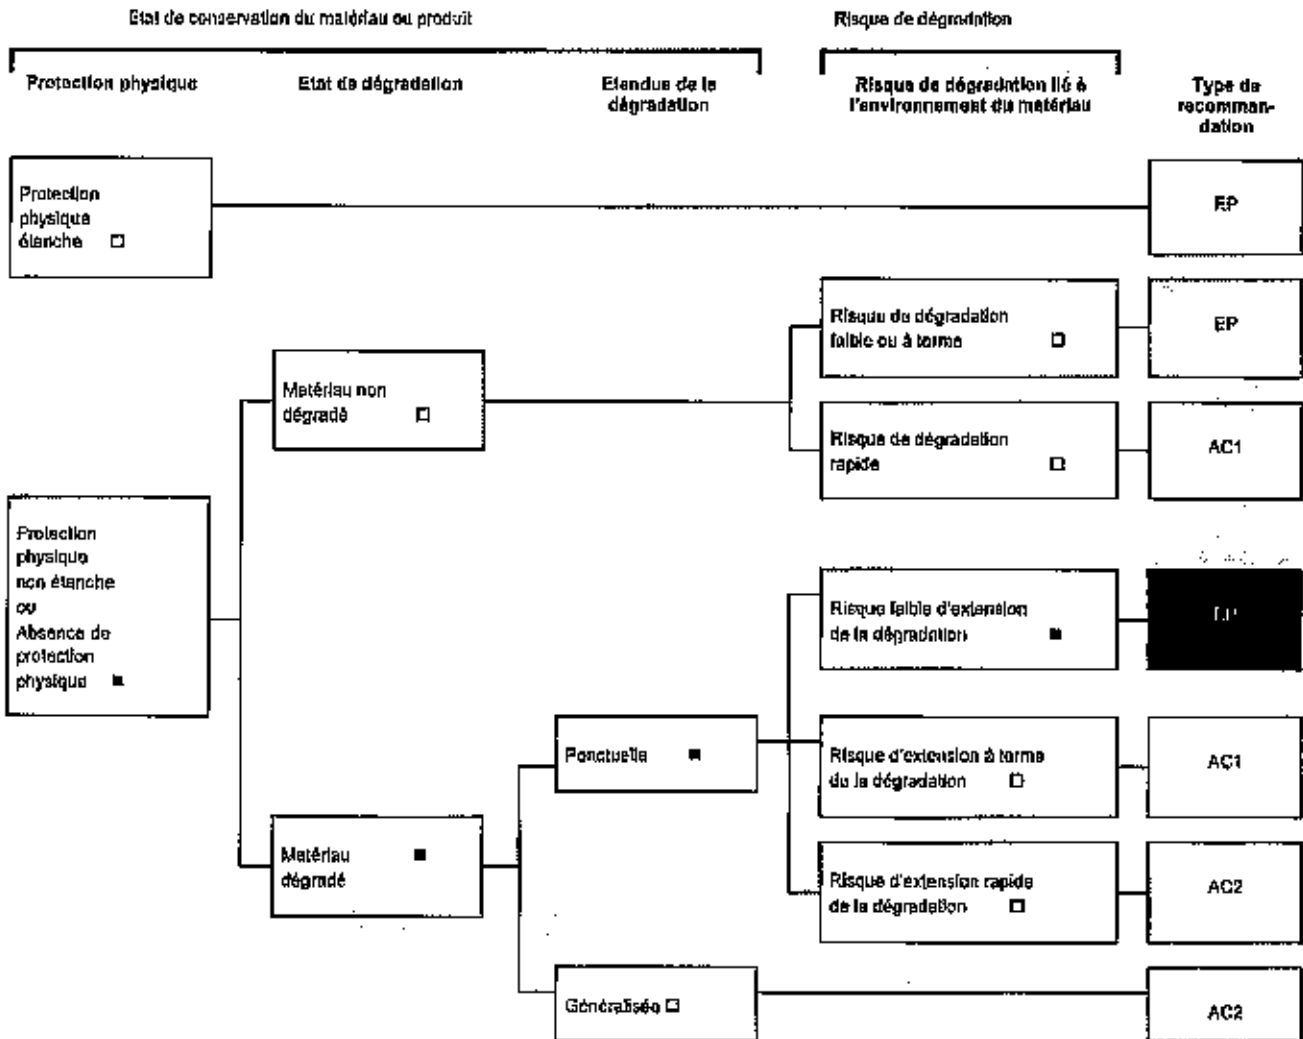 Etat de conservation du matériau ou produit
Risque de dégradation
Protection physique
Etat de dégradation
Etendue de la
dégradation
Risque de dégradation lié à
l'environnement du matériau
Type de
recomman-
dation
Protection
physique
étanche
EP
Risque de dégradation
faible ou à terme
EP
Matériau non
dégradé
Risque de dégradation
rapide
AC1
Protection
physique
non étanche
ou
Absence de
protection
physique
Risque faible d'extension
de la dégradation
EP
Ponctuelle
Risque d'extension à terme
de la dégradation
AC1
Matériau
dégradé
Risque d'extension rapide
de la dégradation
AC2
Généralisée
AC2